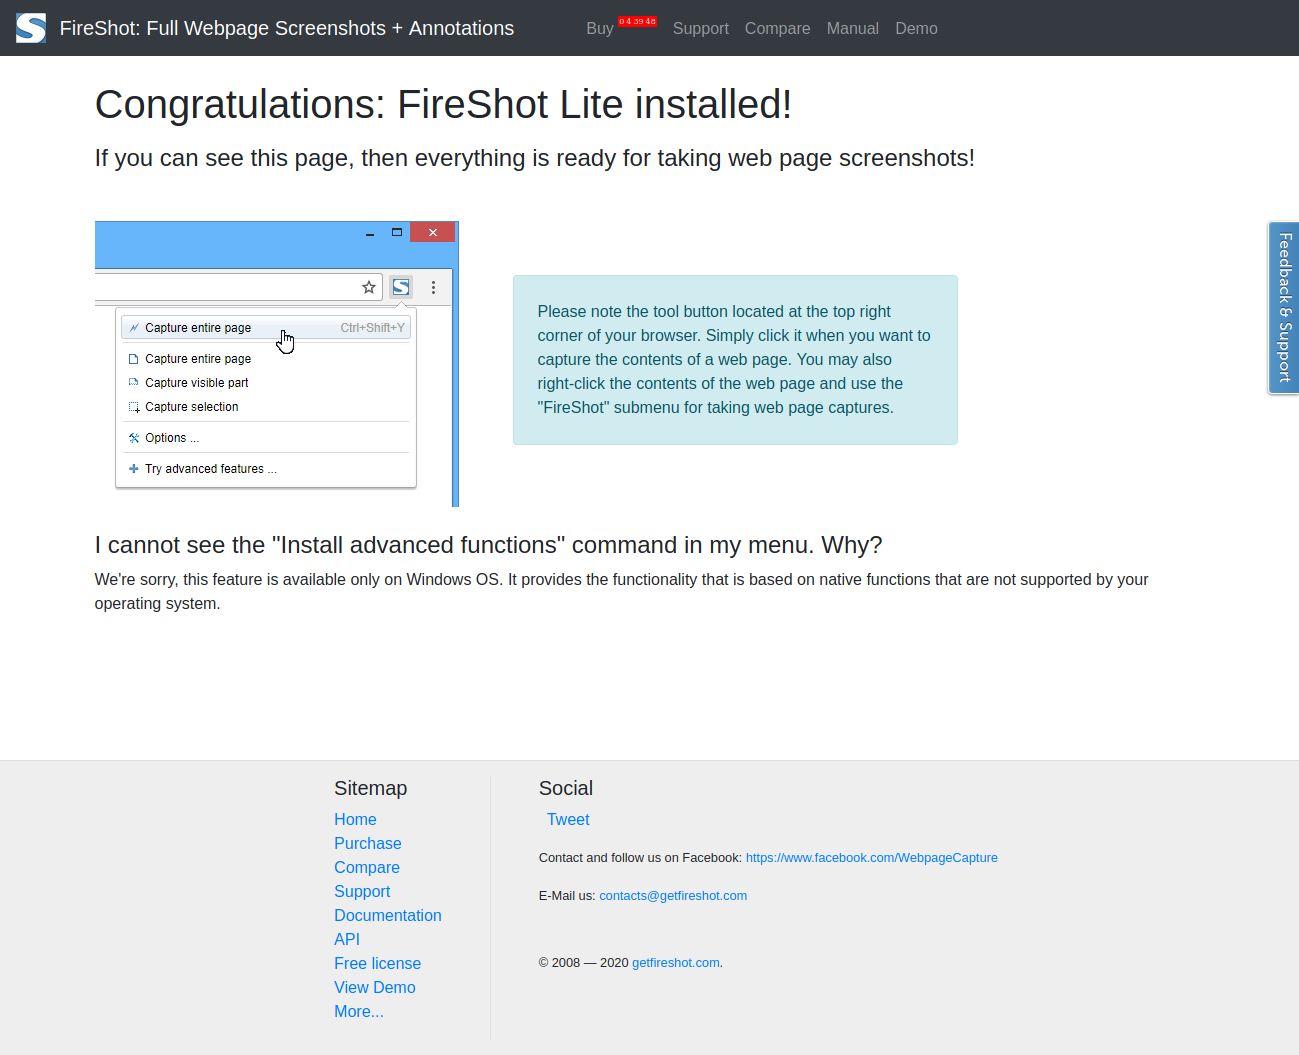 FireShot: Full Webpage Screenshots + Annotations
Buy 0 4 39 48 Support Compare Manual Demo
Congratulations: FireShot Lite installed!
If you can see this page, then everything is ready for taking web page screenshots!
Capture entire page Ctrl+Shift+Y
Capture entire page
Capture visible part
Capture selection
Options ...
Try advanced features ...
Please note the tool button located at the top right
corner of your browser. Simply click it when you want to
capture the contents of a web page. You may also
right-click the contents of the web page and use the
"FireShot" submenu for taking web page captures.
Feedback & Support
I cannot see the "Install advanced functions" command in my menu. Why?
We're sorry, this feature is available only on Windows OS. It provides the functionality that is based on native functions that are not supported by your
operating system.
Sitemap
Home
Purchase
Compare
Support
Documentation
API
Free license
View Demo
More...
Social
Tweet
Contact and follow us on Facebook: https://www.facebook.com/WebpageCapture
E-Mail us: contacts@getfireshot.com
© 2008 — 2020 getfireshot.com.